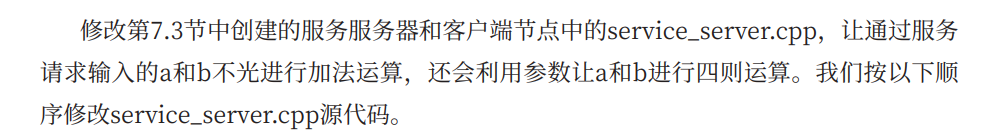 修改第7.3节中创建的服务服务器和客户端节点中的service_server.cpp，让通过服务
请求输入的a和b不光进行加法运算，还会利用参数让a和b进行四则运算。我们按以下顺
序修改service_server.cpp源代码。